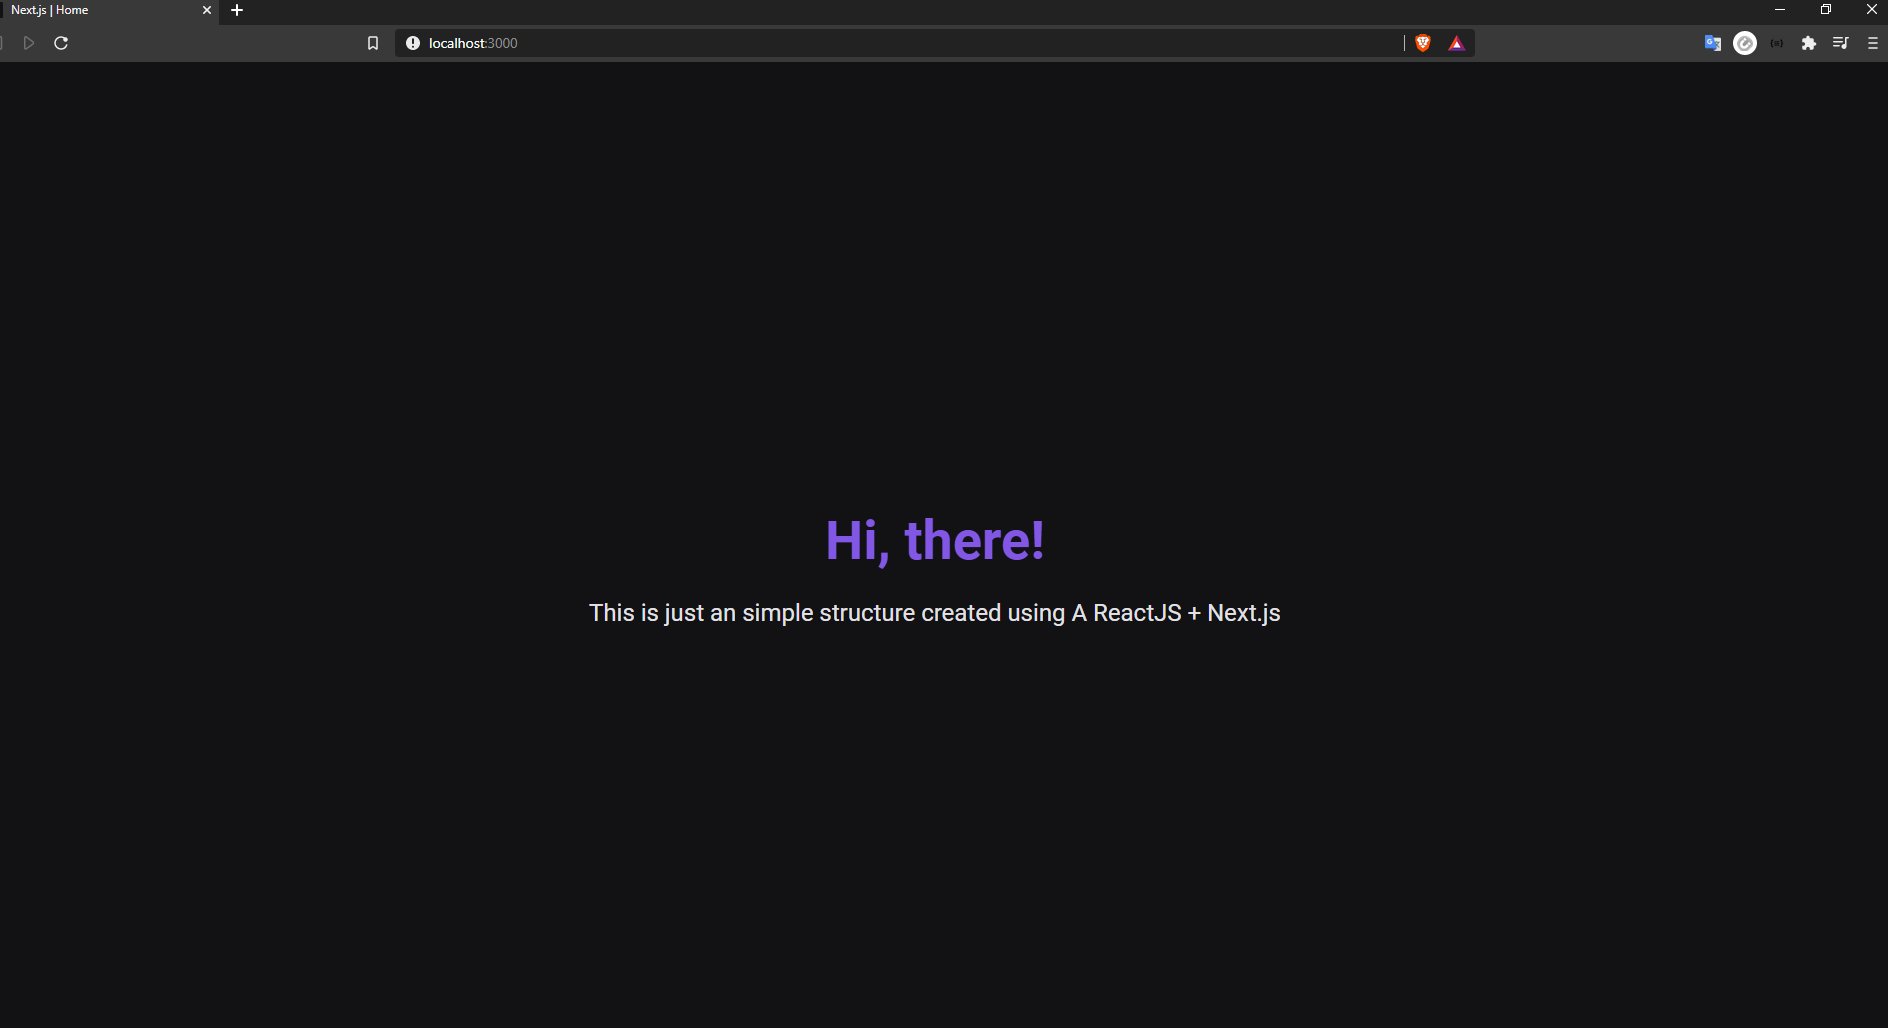 Next.js | Home
localhost:3000
Hi, there!
This is just an simple structure created using A ReactJS + Next.js